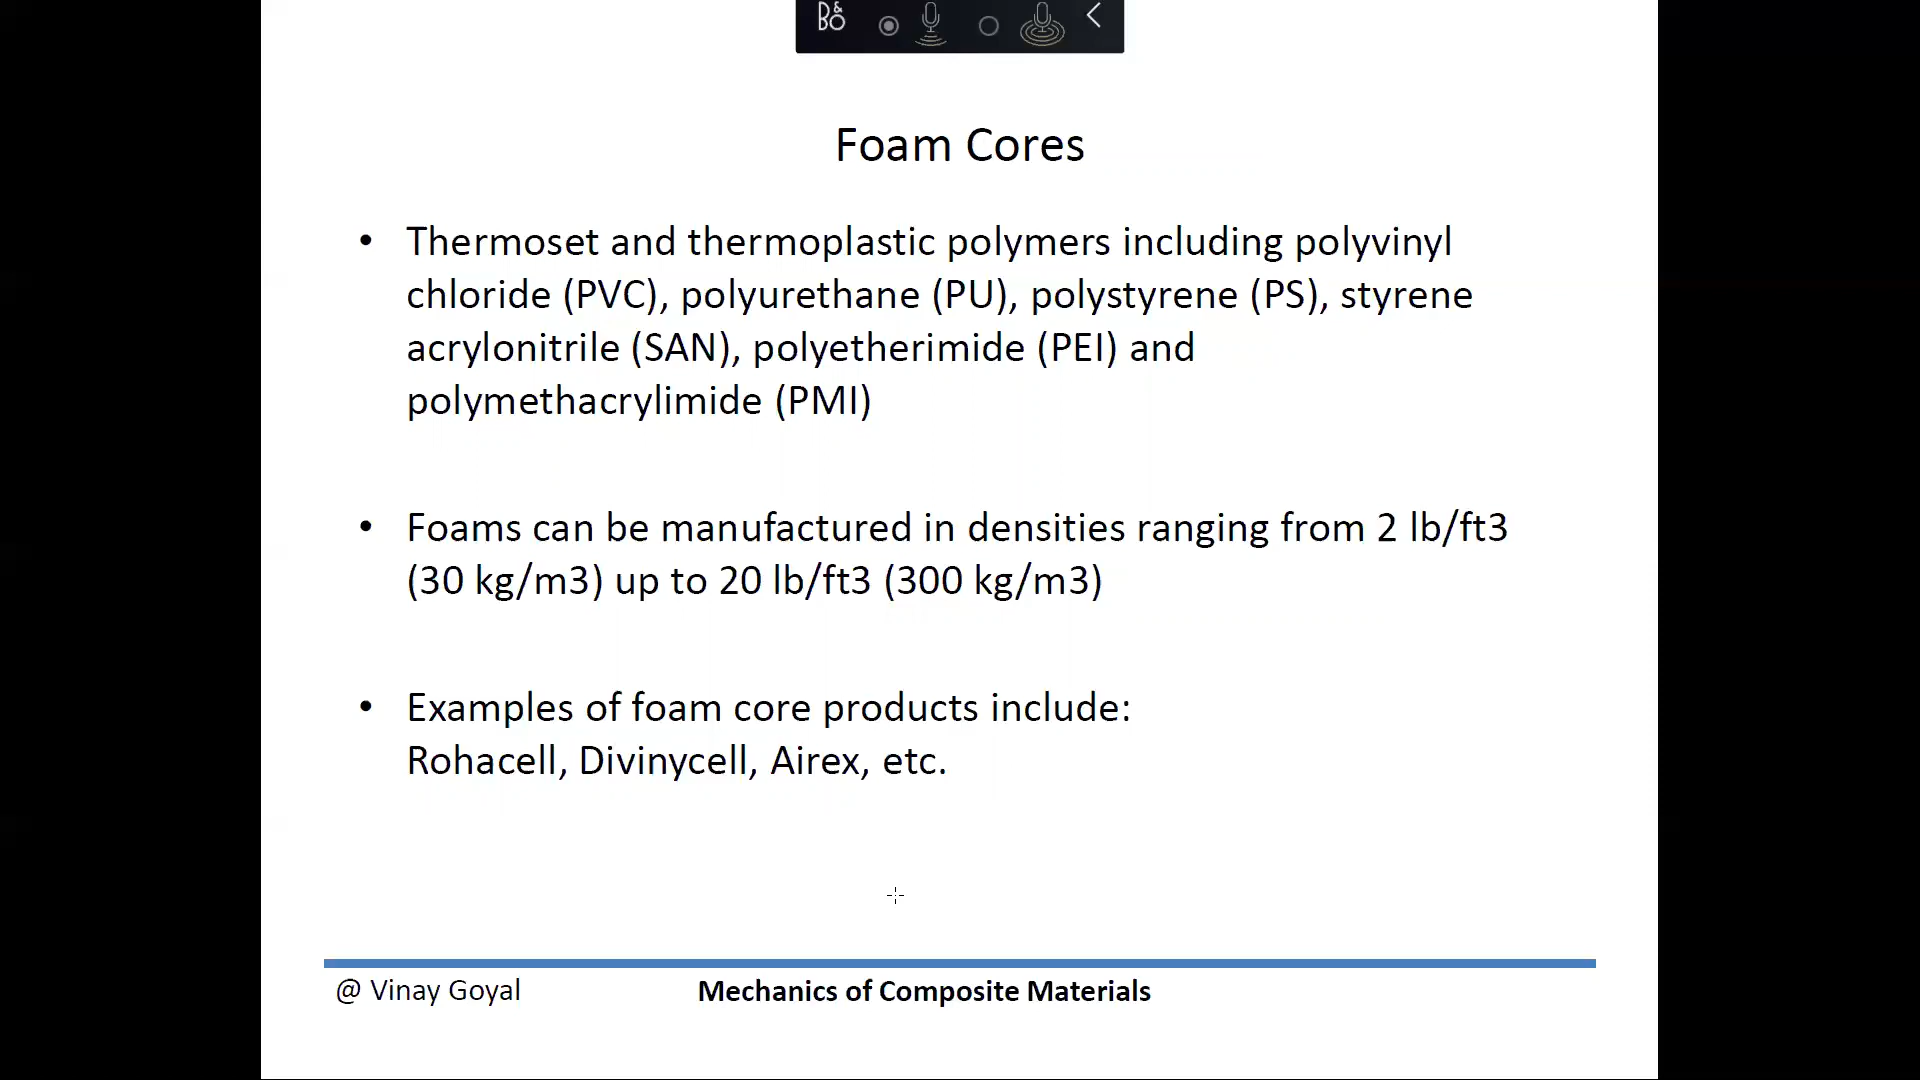 B&O
Foam Cores
• Thermoset and thermoplastic polymers including polyvinyl
chloride (PVC), polyurethane (PU), polystyrene (PS), styrene
acrylonitrile (SAN), polyetherimide (PEI) and
polymethacrylimide (PMI)
• Foams can be manufactured in densities ranging from 2 lb/ft3
(30 kg/m3) up to 20 lb/ft3 (300 kg/m3)
• Examples of foam core products include:
Rohacell, Divinycell, Airex, etc.
@ Vinay Goyal
Mechanics of Composite Materials